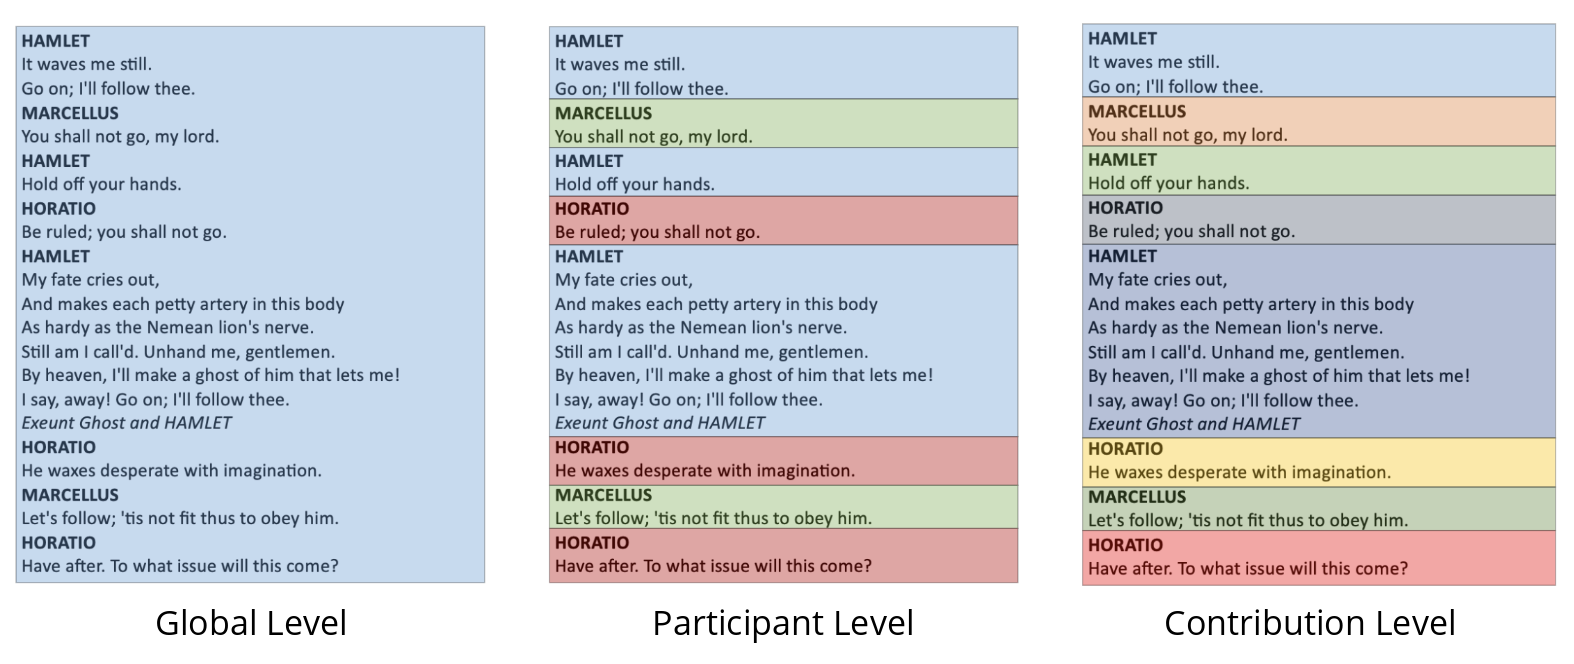 HAMLET
It waves me still.
Go on; I'll follow thee.
MARCELLUS
You shall not go, my lord.
HAMLET
Hold off your hands.
HORATIO
Be ruled; you shall not go.
HAMLET
My fate cries out,
And makes each petty artery in this body
As hardy as the Nemean lion's nerve.
Still am I call'd. Unhand me, gentlemen.
By heaven, I'll make a ghost of him that lets me!
I say, away! Go on; I'll follow thee.
Exeunt Ghost and HAMLET
HORATIO
He waxes desperate with imagination.
MARCELLUS
Let's follow; 'tis not fit thus to obey him.
HORATIO
Have after. To what issue will this come?
Global Level
HAMLET
It waves me still.
Go on; I'll follow thee.
MARCELLUS
You shall not go, my lord.
HAMLET
Hold off your hands.
HORATIO
Be ruled; you shall not go.
HAMLET
My fate cries out,
And makes each petty artery in this body
As hardy as the Nemean lion's nerve.
Still am I call'd. Unhand me, gentlemen.
By heaven, I'll make a ghost of him that lets me!
I say, away! Go on; I'll follow thee.
Exeunt Ghost and HAMLET
HORATIO
He waxes desperate with imagination.
MARCELLUS
Let's follow; 'tis not fit thus to obey him.
HORATIO
Have after. To what issue will this come?
Participant Level
HAMLET
It waves me still.
Go on; I'll follow thee.
MARCELLUS
You shall not go, my lord.
HAMLET
Hold off your hands.
HORATIO
Be ruled; you shall not go.
HAMLET
My fate cries out,
And makes each petty artery in this body
As hardy as the Nemean lion's nerve.
Still am I call'd. Unhand me, gentlemen.
By heaven, I'll make a ghost of him that lets me!
I say, away! Go on; I'll follow thee.
Exeunt Ghost and HAMLET
HORATIO
He waxes desperate with imagination.
MARCELLUS
Let's follow; 'tis not fit thus to obey him.
HORATIO
Have after. To what issue will this come?
Contribution Level